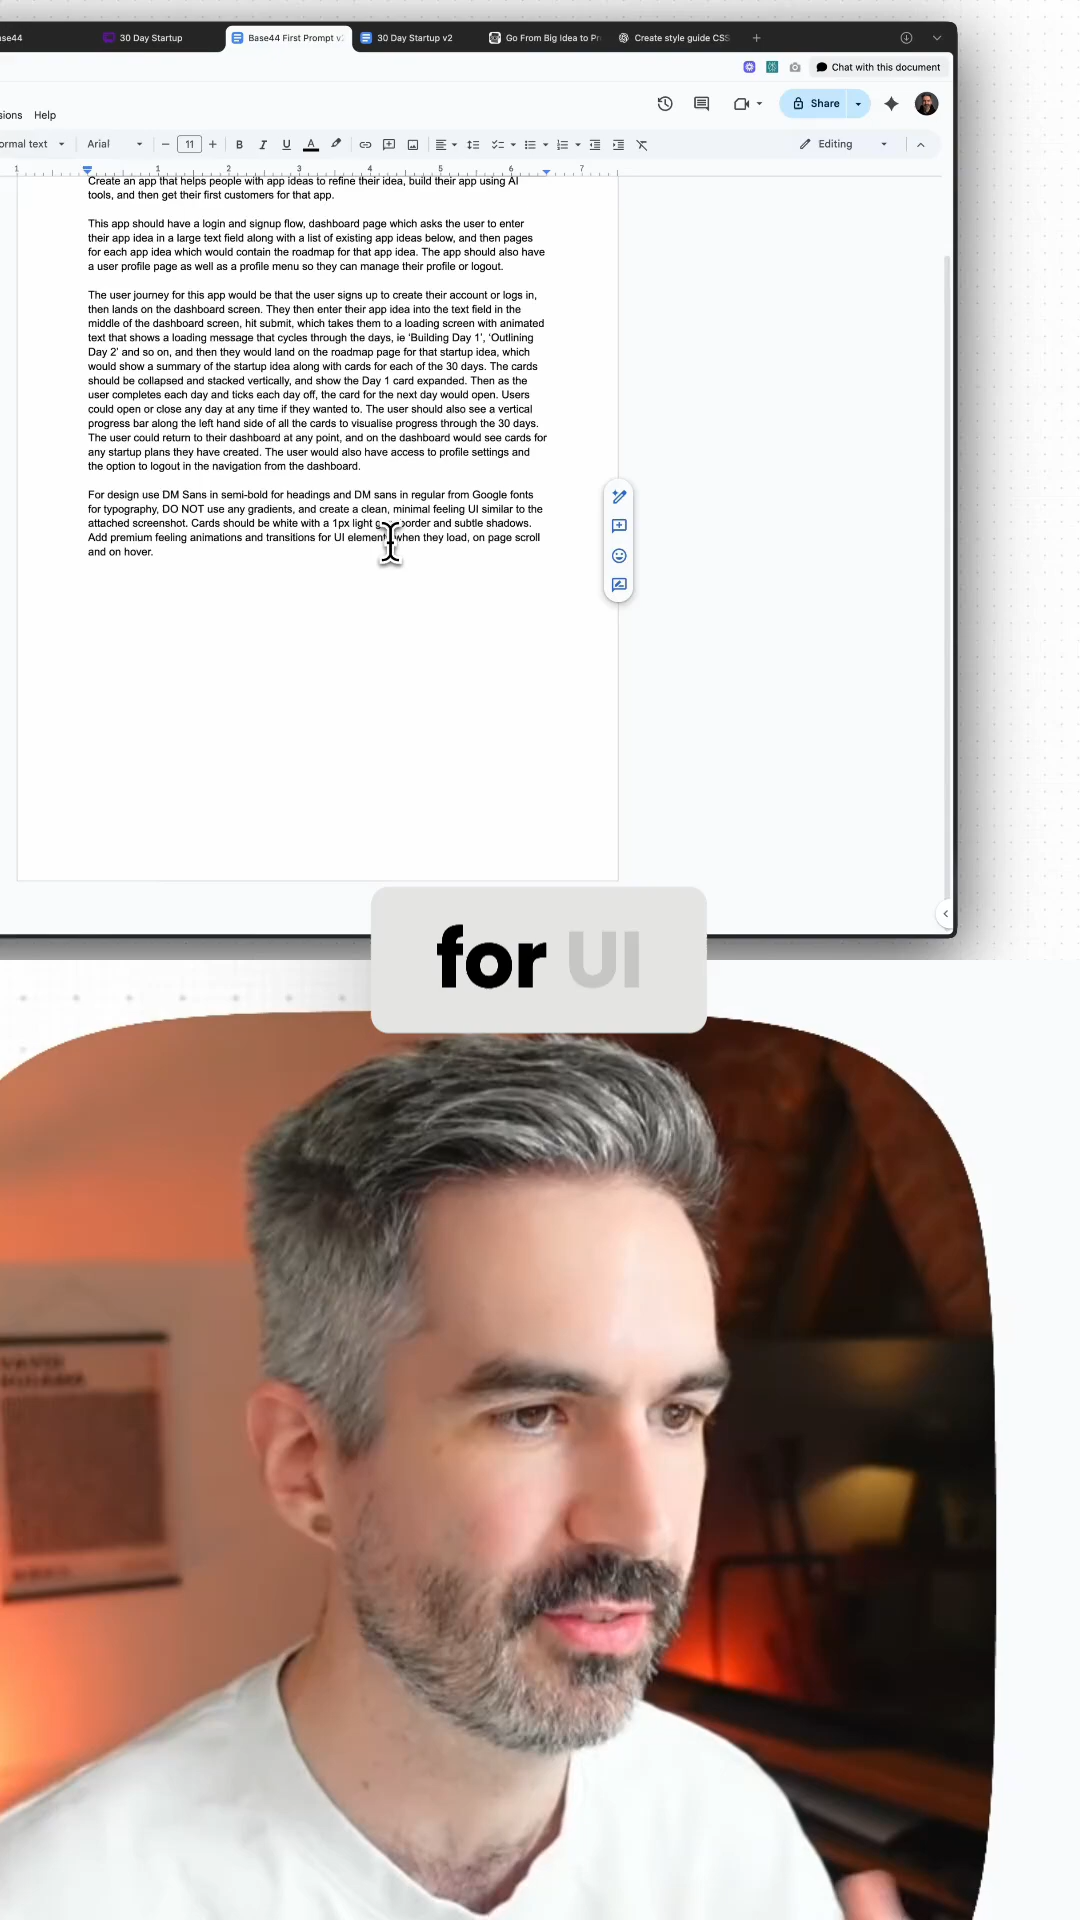 se44
30 Day Startup
Base44 First Prompt v2
30 Day Startup v2
Go From Big Idea to Pr
Create style guide CSS
Chat with this document
sions Help
Share
ormal text
Arial
11
B I U A
Editing
1 1 2 3 4 5 6 7
Create an app that helps people with app ideas to refine their idea, build their app using AI
tools, and then get their first customers for that app.
This app should have a login and signup flow, dashboard page which asks the user to enter
their app idea in a large text field along with a list of existing app ideas below, and then pages
for each app idea which would contain the roadmap for that app idea. The app should also have
a user profile page as well as a profile menu so they can manage their profile or logout.
The user journey for this app would be that the user signs up to create their account or logs in,
then lands on the dashboard screen. They then enter their app idea into the text field in the
middle of the dashboard screen, hit submit, which takes them to a loading screen with animated
text that shows a loading message that cycles through the days, ie ‘Building Day 1’, ‘Outlining
Day 2’ and so on, and then they would land on the roadmap page for that startup idea, which
would show a summary of the startup idea along with cards for each of the 30 days. The cards
should be collapsed and stacked vertically, and show the Day 1 card expanded. Then as the
user completes each day and ticks each day off, the card for the next day would open. Users
could open or close any day at any time if they wanted to. The user should also see a vertical
progress bar along the left hand side of all the cards to visualise progress through the 30 days.
The user could return to their dashboard at any point, and on the dashboard would see cards for
any startup plans they have created. The user would also have access to profile settings and
the option to logout in the navigation from the dashboard.
For design use DM Sans in semi-bold for headings and DM sans in regular from Google fonts
for typography, DO NOT use any gradients, and create a clean, minimal feeling UI similar to the
attached screenshot. Cards should be white with a 1px light border and subtle shadows.
Add premium feeling animations and transitions for UI element when they load, on page scroll
and on hover.
for UI